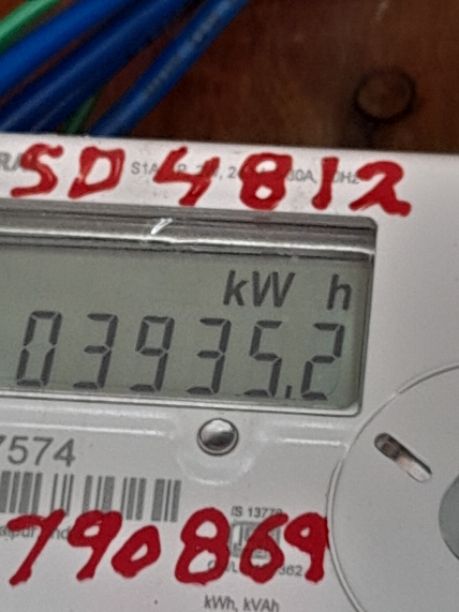 SD 4812
kW h
03935.2
7574
IS 13779
790869
kWh, kVAh